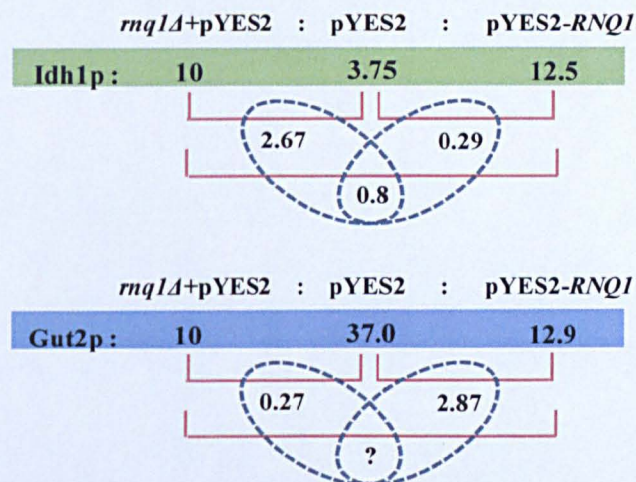 rnq1Δ+pYES2 : pYES2 : pYES2-RNQ1
Idh1p: 10 3.75 12.5
2.67 0.29
0.8
rnq1Δ+pYES2 : pYES2 : pYES2-RNQ1
Gut2p: 10 37.0 12.9
0.27 2.87
?